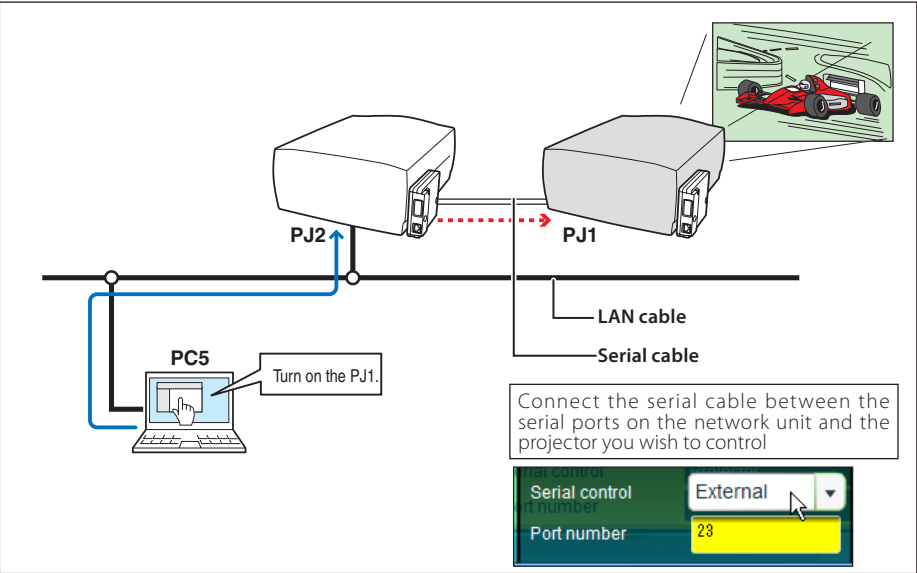 PJ2
PJ1
LAN cable
Serial cable
PC5
Turn on the PJ1.
Connect the serial cable between the
serial ports on the network unit and the
projector you wish to control
Serial control
External
Port number
23